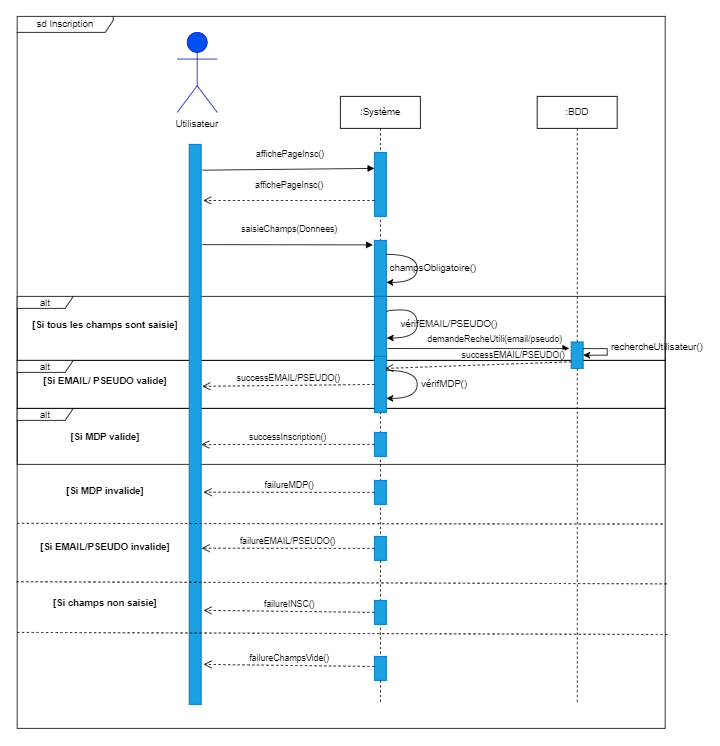 sd Inscription
Utilisateur
:Système
:BDD
affichePageInsc()
affichePageInsc()
saisieChamps(Donnees)
champsObligatoire()
alt
[Si tous les champs sont saisie]
vérifEMAIL/PSEUDO()
demandeRecheUtili(email/pseudo)
rechercheUtilisateur()
successEMAIL/PSEUDO()
alt
[Si EMAIL/ PSEUDO valide]
successEMAIL/PSEUDO()
vérifMDP()
alt
[Si MDP valide]
successInscription()
[Si MDP invalide]
failureMDP()
[Si EMAIL/PSEUDO invalide]
failureEMAIL/PSEUDO()
[Si champs non saisie]
failureINSC()
failureChampsVide()